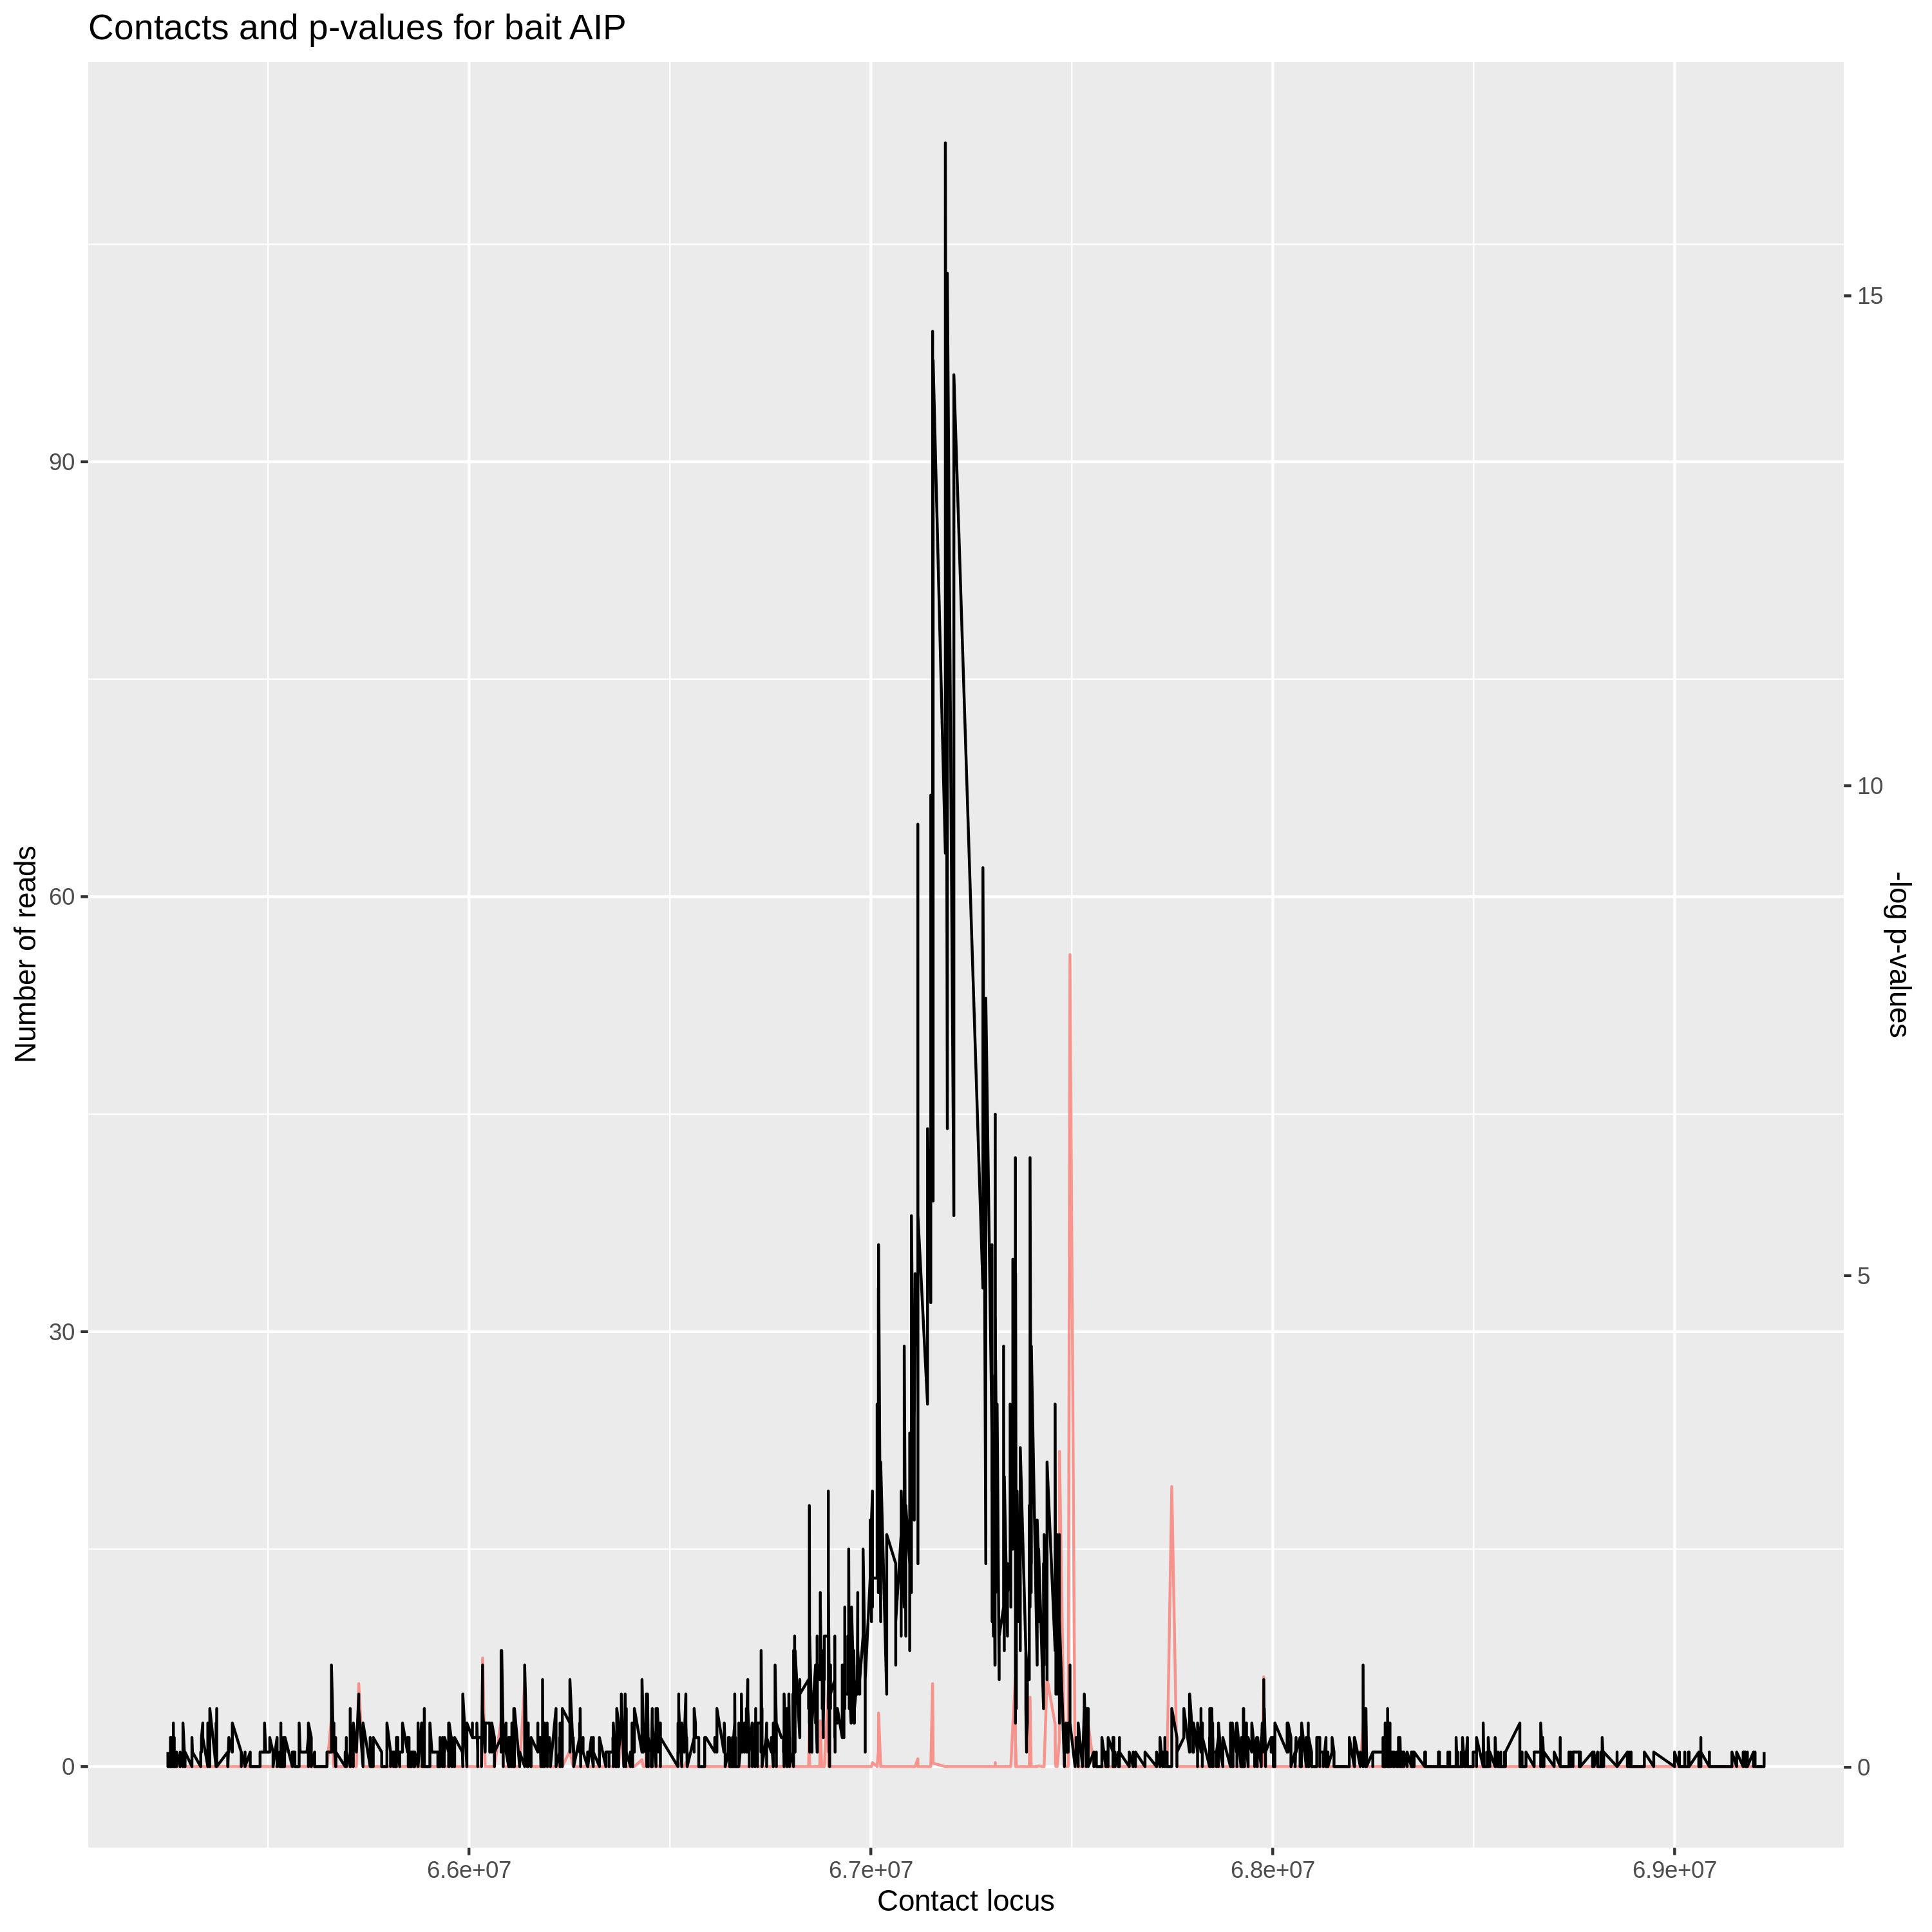 Contacts and p-values for bait AIP
Number of reads
90
60
30
0
15
10
5
0
-log p-values
6.6e+07
6.7e+07
6.8e+07
6.9e+07
Contact locus